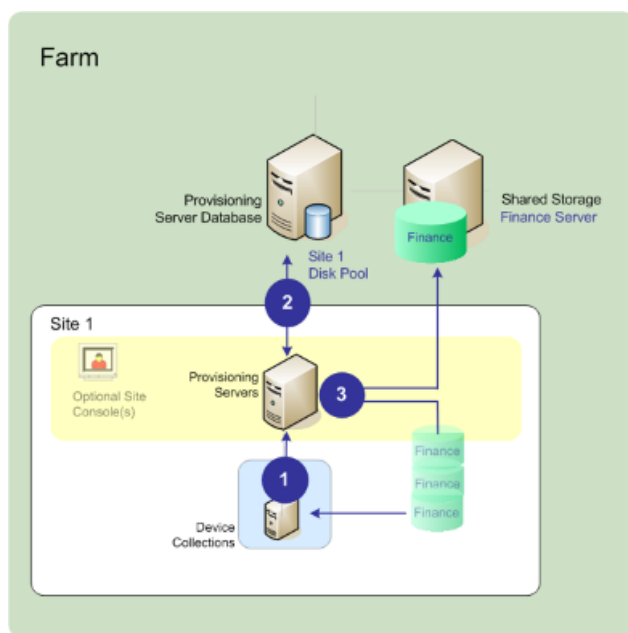 Farm
Provisioning
Server Database
Shared Storage
Finance Server
Finance
Site 1
Disk Pool
2
Site 1
Optional Site
Console(s)
Provisioning
Servers
3
1
Finance
Finance
Finance
Device
Collections